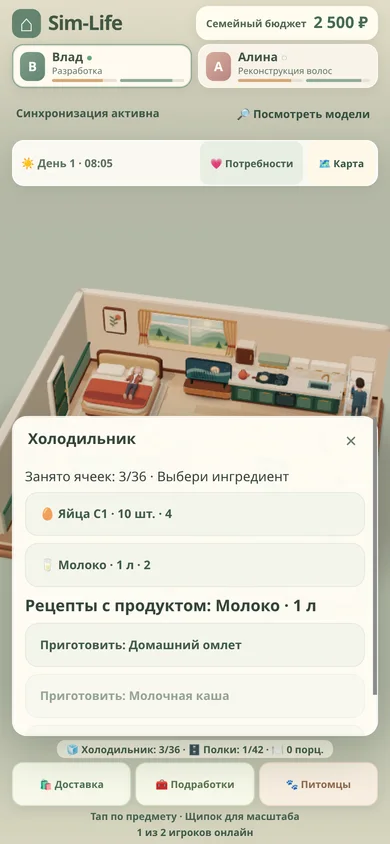 Sim-Life
Семейный бюджет 2 500 ₽
В Влад
Разработка
А Алина
Реконструкция волос
Синхронизация активна
🔎 Посмотреть модели
☀️ День 1 · 08:05
💗 Потребности
🗺️ Карта
Холодильник ×
Занято ячеек: 3/36 · Выбери ингредиент
🥚 Яйца С1 · 10 шт. · 4
🥛 Молоко · 1 л · 2
Рецепты с продуктом: Молоко · 1 л
Приготовить: Домашний омлет
Приготовить: Молочная каша
🧊 Холодильник: 3/36 · 🗄️ Полки: 1/42 · 🍽️ 0 порц.
🛍️ Доставка
🧰 Подработки
🐾 Питомцы
Тап по предмету · Щипок для масштаба
1 из 2 игроков онлайн